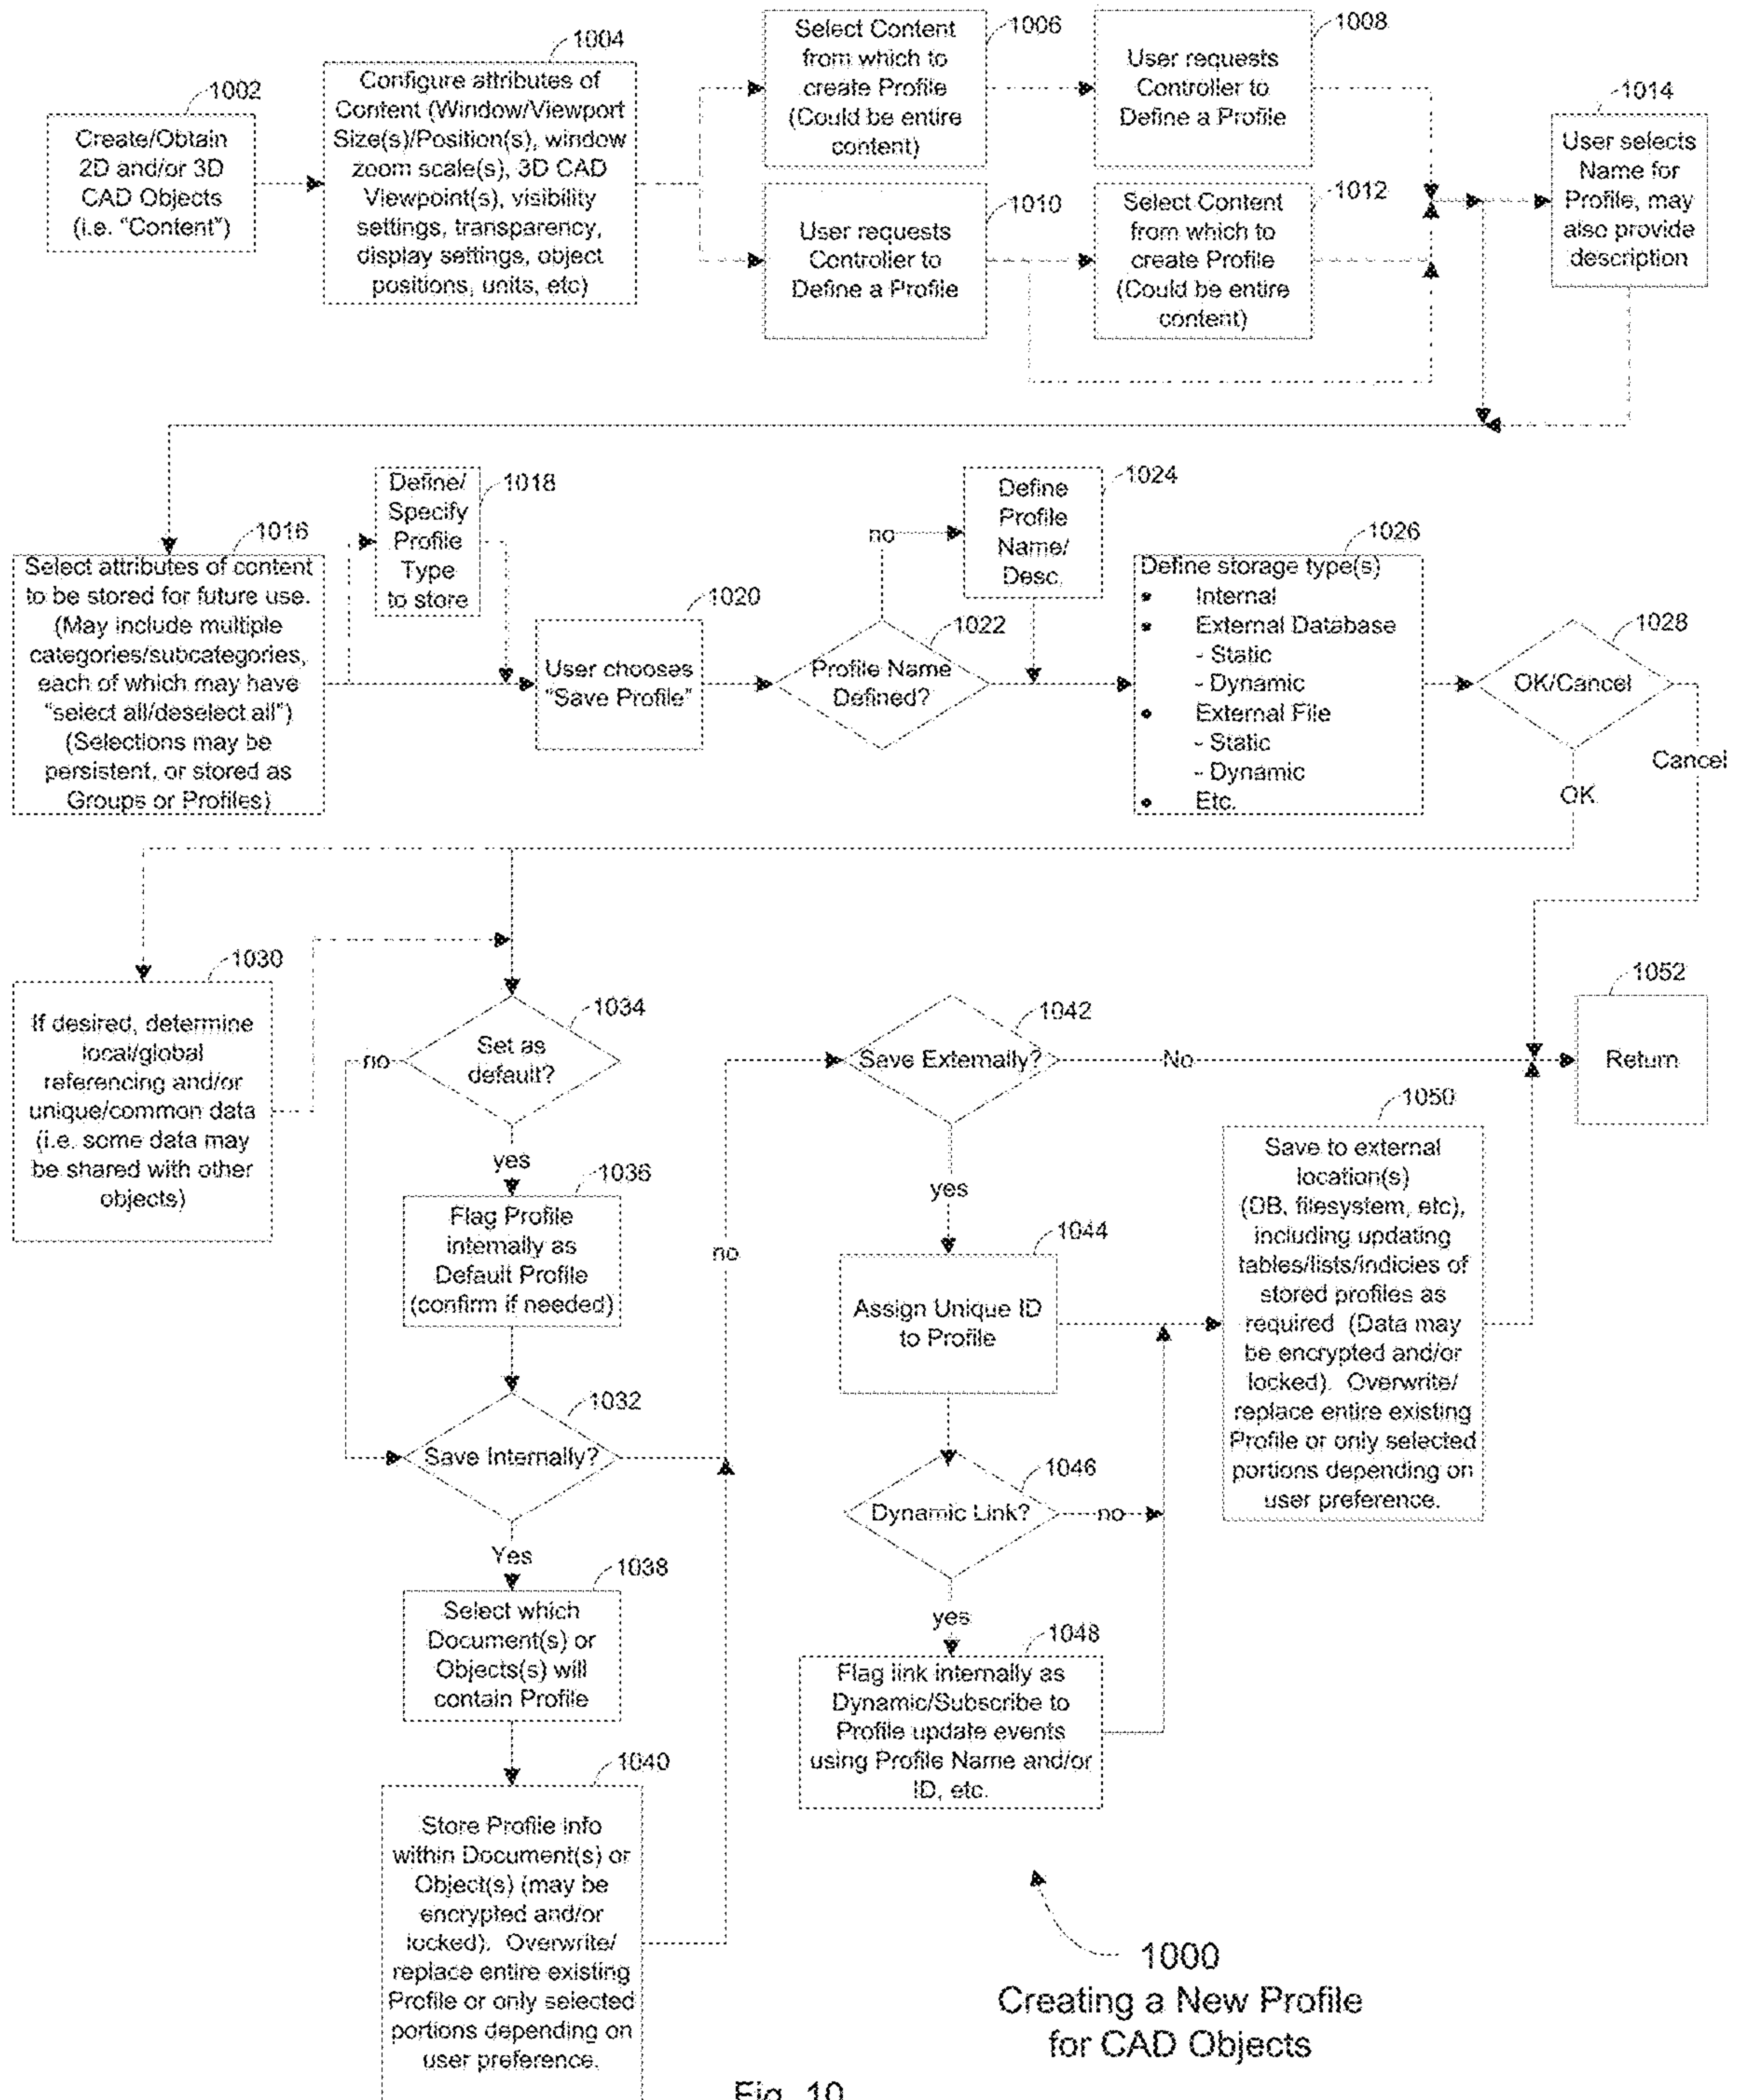 1002
Create/Obtain
2D and/or 3D
CAD Objects
(i.e. "Content")
1004
Configure attributes of
Content (Window/Viewport
Size(s)/Position(s), window
zoom scale(s), 3D CAD
Viewpoint(s), visibility
settings, transparency,
display settings, object
positions, units, etc)
1006
Select Content
from which to
create Profile
(Could be entire
content)
1008
User requests
Controller to
Define a Profile
1010
User requests
Controller to
Define a Profile
1012
Select Content
from which to
create Profile
(Could be entire
content)
1014
User selects
Name for
Profile, may
also provide
description
1016
Select attributes of content
to be stored for future use.
(May include multiple
categories/subcategories,
each of which may have
"select all/deselect all")
(Selections may be
persistent, or stored as
Groups or Profiles)
1018
Define/
Specify
Profile
Type
to store
1020
User chooses
"Save Profile"
1022
Profile Name
Defined?
no
1024
Define
Profile
Name/
Desc.
1026
Define storage type(s)
• Internal
• External Database
- Static
- Dynamic
• External File
- Static
- Dynamic
• Etc.
1028
OK/Cancel
Cancel
OK
1030
If desired, determine
local/global
referencing and/or
unique/common data
(i.e. some data may
be shared with other
objects)
1034
Set as
default?
no
yes
1036
Flag Profile
internally as
Default Profile
(confirm if needed)
1032
Save Internally?
no
Yes
1038
Select which
Document(s) or
Objects(s) will
contain Profile
1040
Store Profile info
within Document(s) or
Object(s) (may be
encrypted and/or
locked). Overwrite/
replace entire existing
Profile or only selected
portions depending on
user preference.
1042
Save Externally?
No
yes
1044
Assign Unique ID
to Profile
1046
Dynamic Link?
no
yes
1048
Flag link internally as
Dynamic/Subscribe to
Profile update events
using Profile Name and/or
ID, etc.
1050
Save to external
location(s)
(DB, filesystem, etc),
including updating
tables/lists/indicies of
stored profiles as
required (Data may
be encrypted and/or
locked). Overwrite/
replace entire existing
Profile or only selected
portions depending on
user preference.
1052
Return
1000
Creating a New Profile
for CAD Objects
Fig. 10